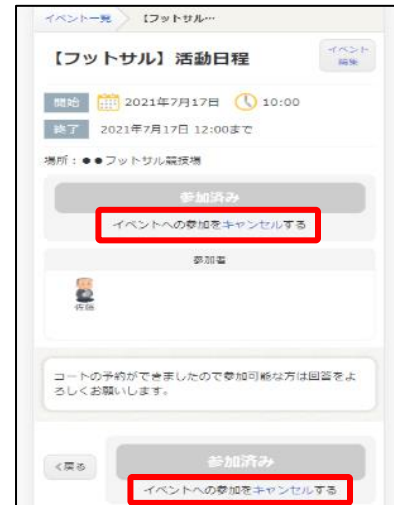 イベント一覧 【フットサル…
【フットサル】活動日程
イベント
編集
開始 2021年7月17日 10:00
終了 2021年7月17日 12:00まで
場所：●●フットサル競技場
参加済み
イベントへの参加をキャンセルする
参加者
佐藤
コートの予約ができましたので参加可能な方は回答をよ
ろしくお願いします。
<戻る 参加済み
イベントへの参加をキャンセルする